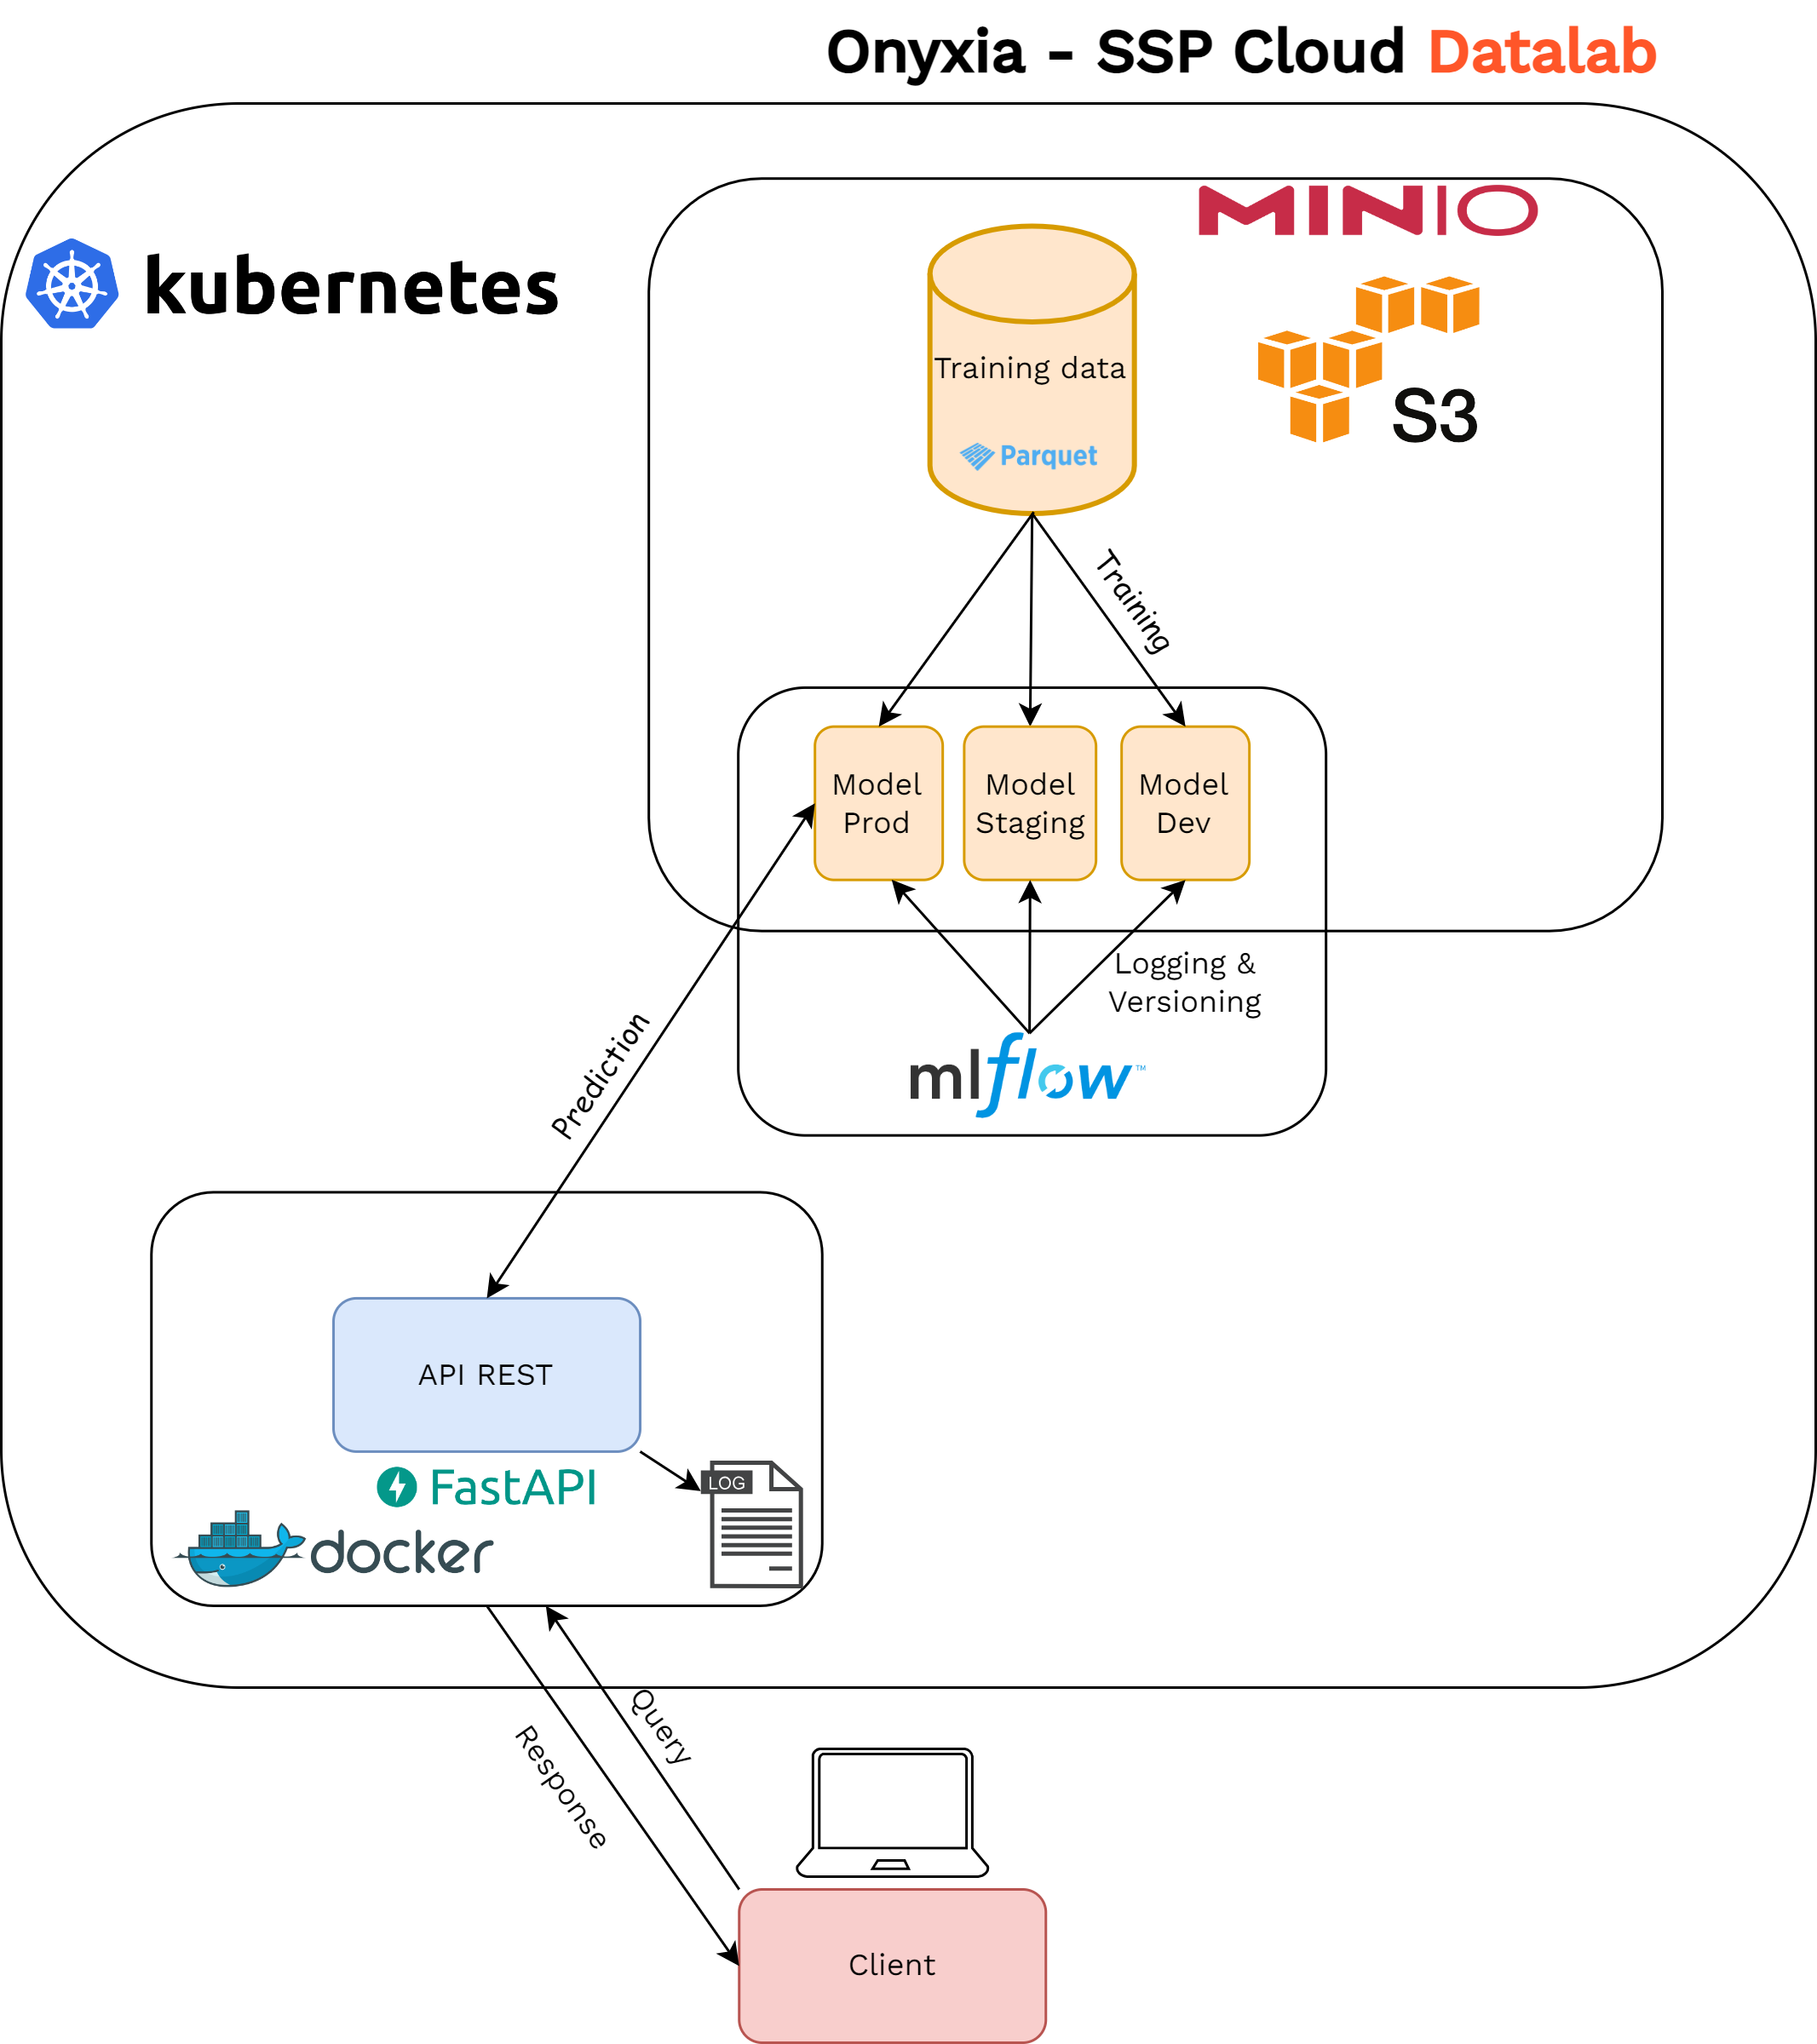 Onyxia - SSP Cloud Datalab
MINIO
kubernetes
S3
Training data
Parquet
Training
Model
Prod
Model
Staging
Model
Dev
Logging &
Versioning
mlflow™
Prediction
API REST
FastAPI
LOG
docker
Query
Response
Client